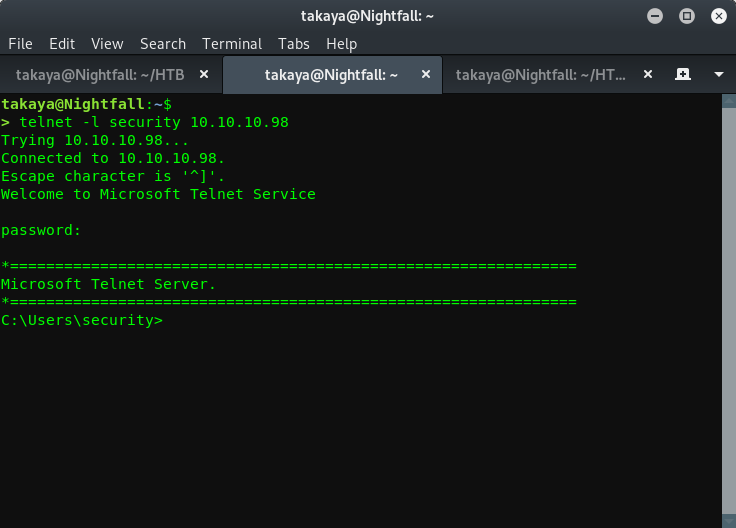 takaya@Nightfall: ~
File Edit View Search Terminal Tabs Help
takaya@Nightfall: ~/HTB × takaya@Nightfall: ~ × takaya@Nightfall: ~/HT... ×
takaya@Nightfall:~$
> telnet -l security 10.10.10.98
Trying 10.10.10.98...
Connected to 10.10.10.98.
Escape character is '^]'.
Welcome to Microsoft Telnet Service
password:
*===============================================================
Microsoft Telnet Server.
*===============================================================
C:\Users\security>